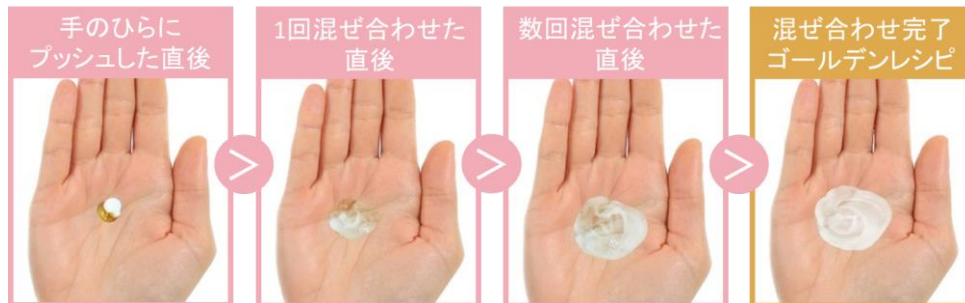 手のひらに
プッシュした直後
1回混ぜ合わせた
直後
数回混ぜ合わせた
直後
混ぜ合わせ完了
ゴールデンレシピ